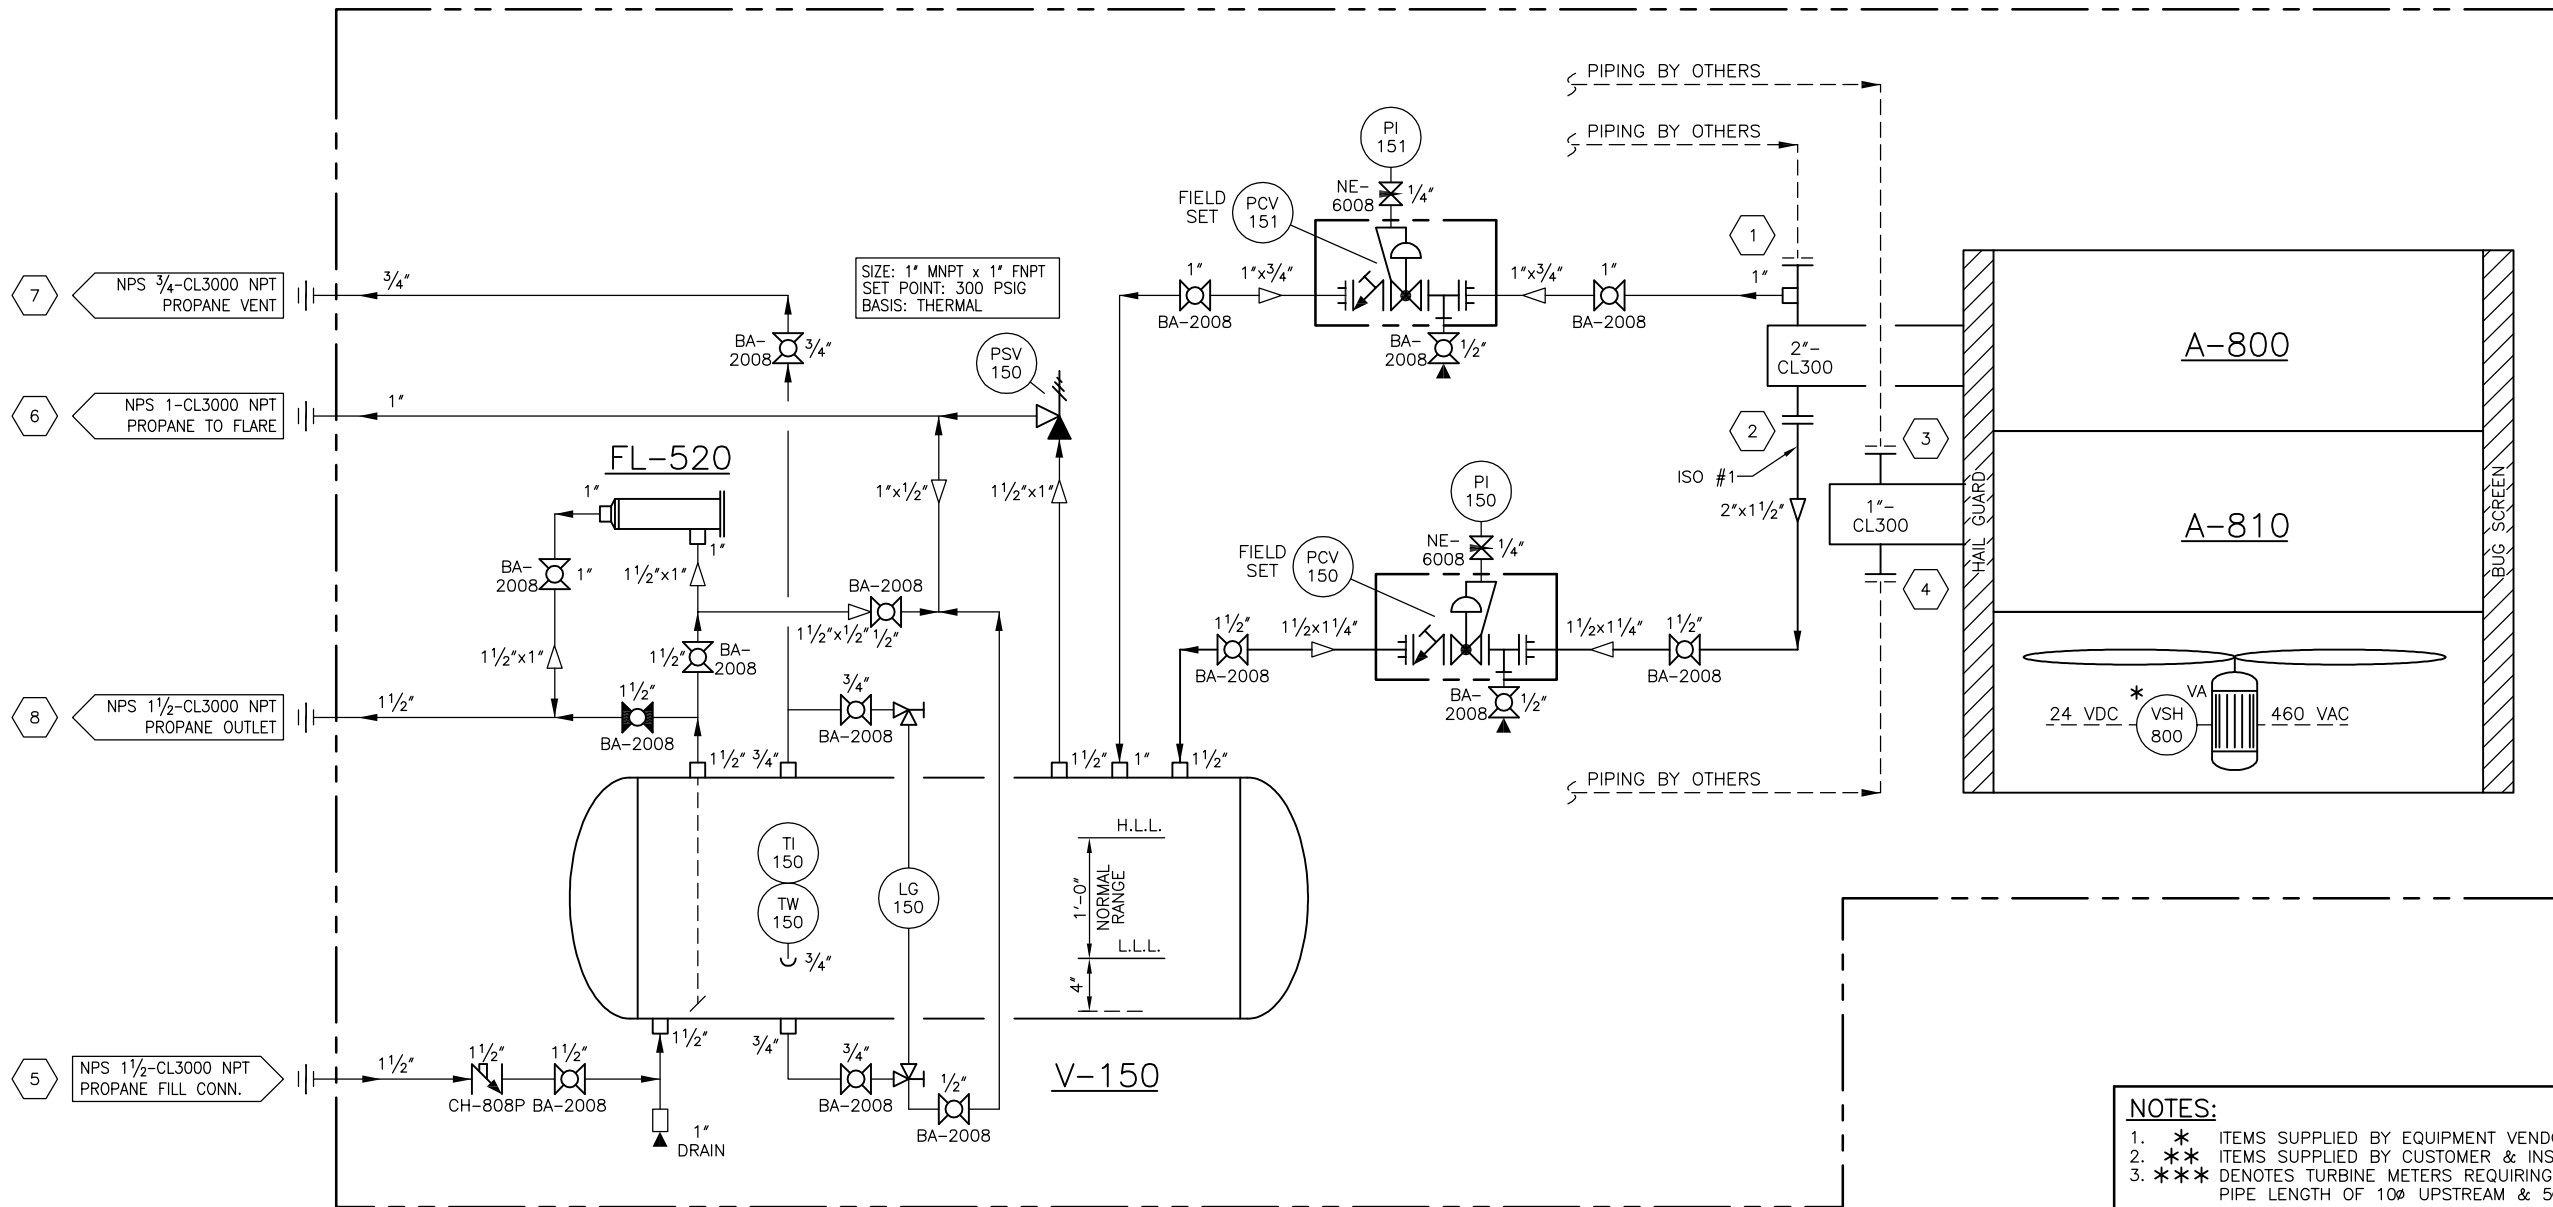 PIPING BY OTHERS
PIPING BY OTHERS
PI
151
NE-
6008
1/4"
FIELD
SET
PCV
151
1
7
NPS 3/4-CL3000 NPT
PROPANE VENT
3/4"
SIZE: 1" MNPT x 1" FNPT
SET POINT: 300 PSIG
BASIS: THERMAL
1"
BA-2008
1"x3/4"
1"x3/4"
1"
BA-2008
1"
BA-
2008
3/4"
BA-
2008
1/2"
PSV
150
2"-
CL300
A-800
6
NPS 1-CL3000 NPT
PROPANE TO FLARE
1"
2
3
FL-520
ISO #1
1"
1"x1/2"
1 1/2"x1"
PI
150
2"x1 1/2"
1"-
CL300
HAIL GUARD
A-810
BUG SCREEN
1"
NE-
6008
1/4"
FIELD
SET
PCV
150
BA-
2008
1"
1 1/2"x1"
BA-2008
4
1 1/2"x1/2"
1/2"
1 1/2"
BA-2008
1 1/2x1 1/4"
1 1/2x1 1/4"
1 1/2"
BA-2008
1 1/2"x1"
1 1/2"
BA-
2008
BA-
2008
1/2"
8
NPS 1 1/2-CL3000 NPT
PROPANE OUTLET
1 1/2"
1 1/2"
BA-2008
3/4"
BA-2008
*
VA
24 VDC
VSH
800
460 VAC
1 1/2"
3/4"
1 1/2"
1"
1 1/2"
PIPING BY OTHERS
TI
150
TW
150
3/4"
LG
150
H.L.L.
1'-0"
NORMAL
RANGE
L.L.L.
4"
1 1/2"
3/4"
5
NPS 1 1/2-CL3000 NPT
PROPANE FILL CONN.
1 1/2"
1 1/2"
CH-808P
1 1/2"
BA-2008
3/4"
BA-2008
1/2"
BA-2008
V-150
1"
DRAIN
NOTES:
1. * ITEMS SUPPLIED BY EQUIPMENT VEND
2. ** ITEMS SUPPLIED BY CUSTOMER & INS
3. *** DENOTES TURBINE METERS REQUIRING
PIPE LENGTH OF 10Ø UPSTREAM & 5